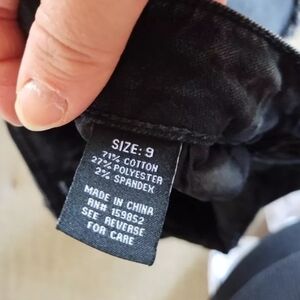 SIZE: 9
71% COTTON
27% POLYESTER
2% SPANDEX
MADE IN CHINA
RN# 159852
SEE REVERSE
FOR CARE